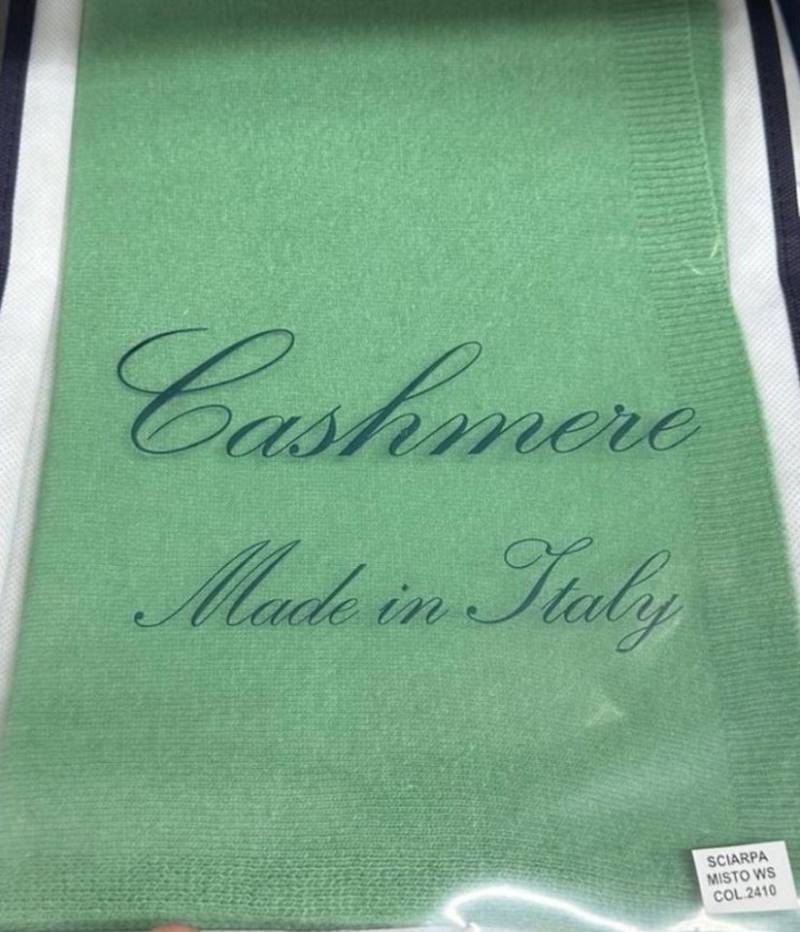 Cashmere
Made in Italy
SCIARPA
MISTO WS
COL.2410